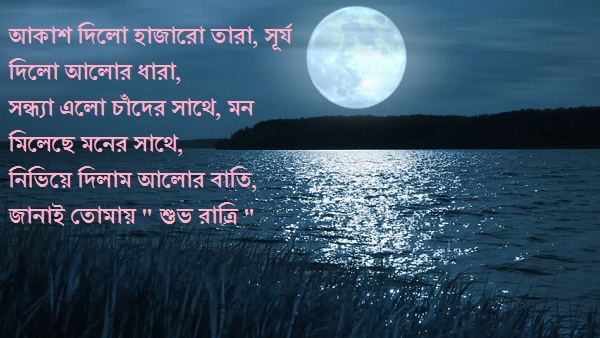 আকাশ দিলো হাজারো তারা, সূর্য
দিলো আলোর ধারা,
সন্ধ্যা এলো চাঁদের সাথে, মন
মিলেছে মনের সাথে,
নিভিয়ে দিলাম আলোর বাতি,
জানাই তোমায় " শুভ রাত্রি "